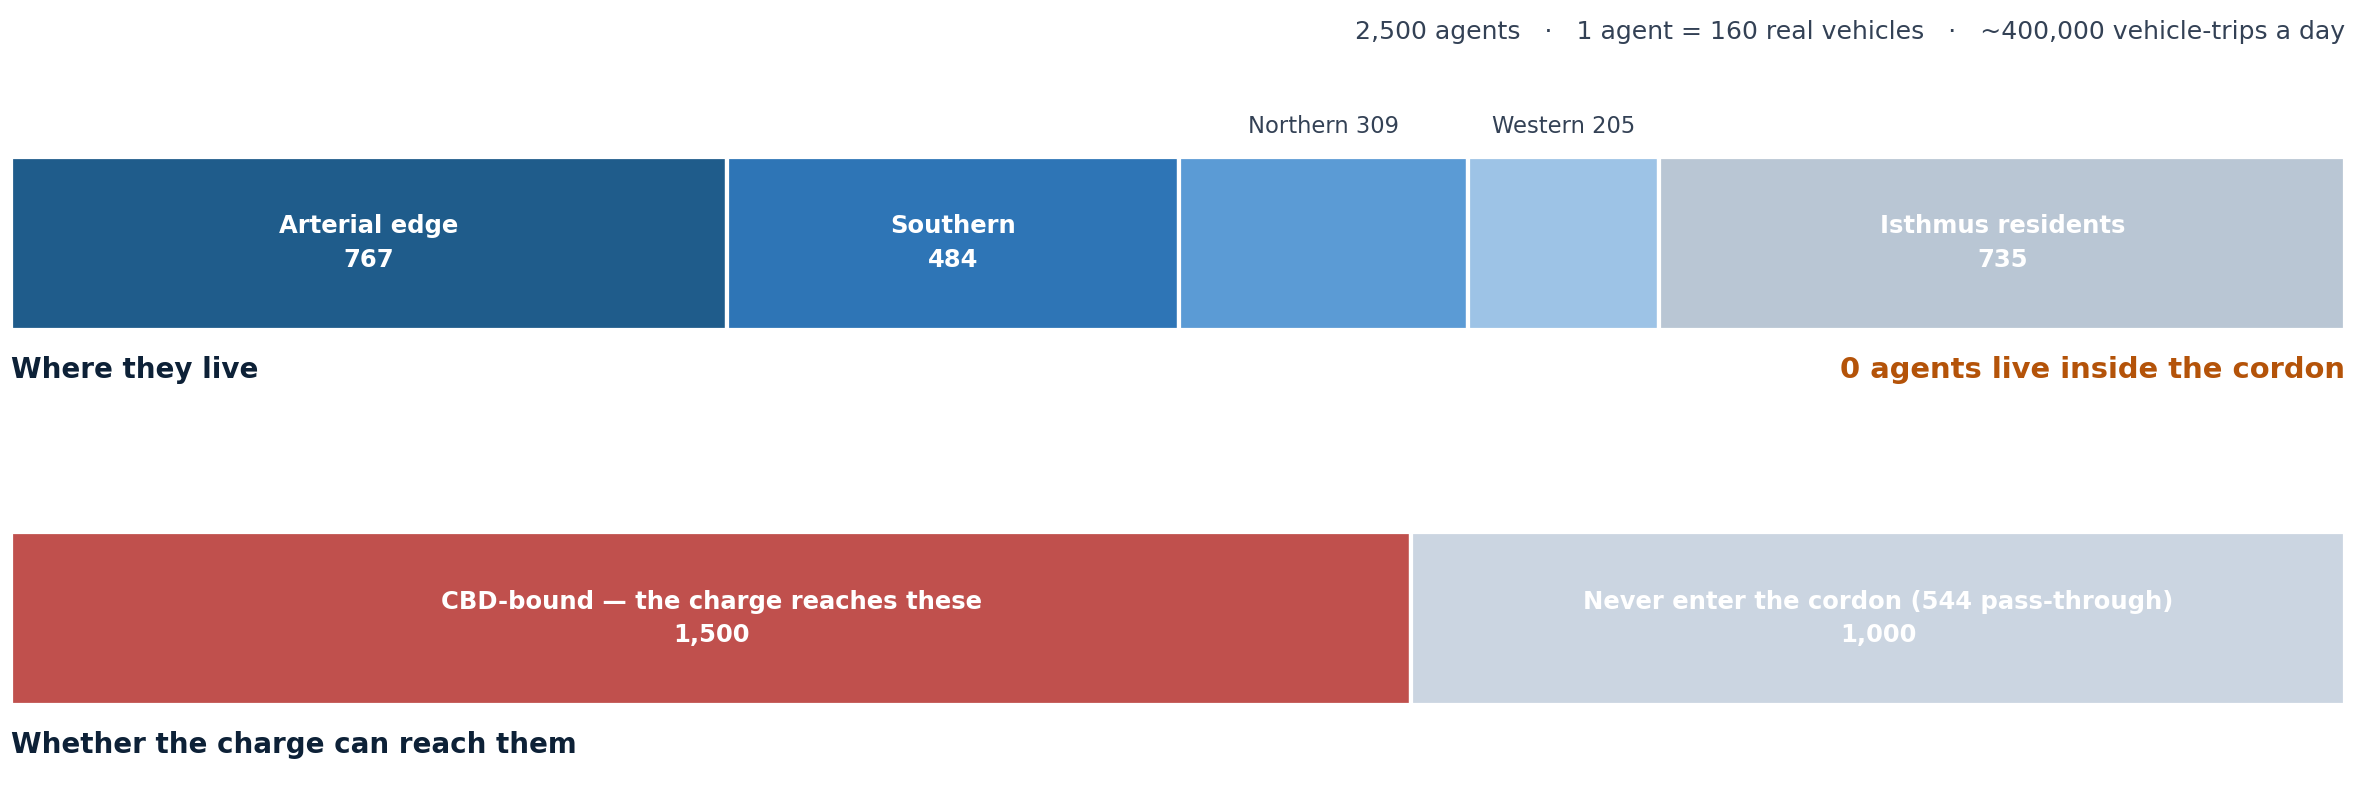 2,500 agents · 1 agent = 160 real vehicles · ~400,000 vehicle-trips a day
Northern 309
Western 205
Arterial edge
767
Southern
484
Isthmus residents
735
Where they live
0 agents live inside the cordon
CBD-bound — the charge reaches these
1,500
Never enter the cordon (544 pass-through)
1,000
Whether the charge can reach them